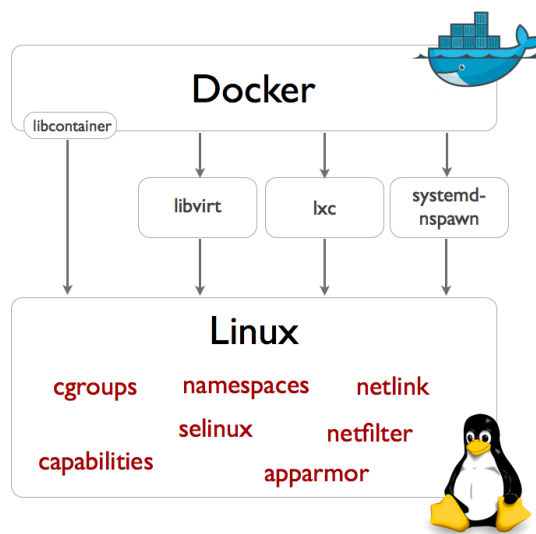 Docker
libcontainer
libvirt
lxc
systemd-
nspawn
Linux
cgroups
namespaces
netlink
selinux
netfilter
capabilities
apparmor